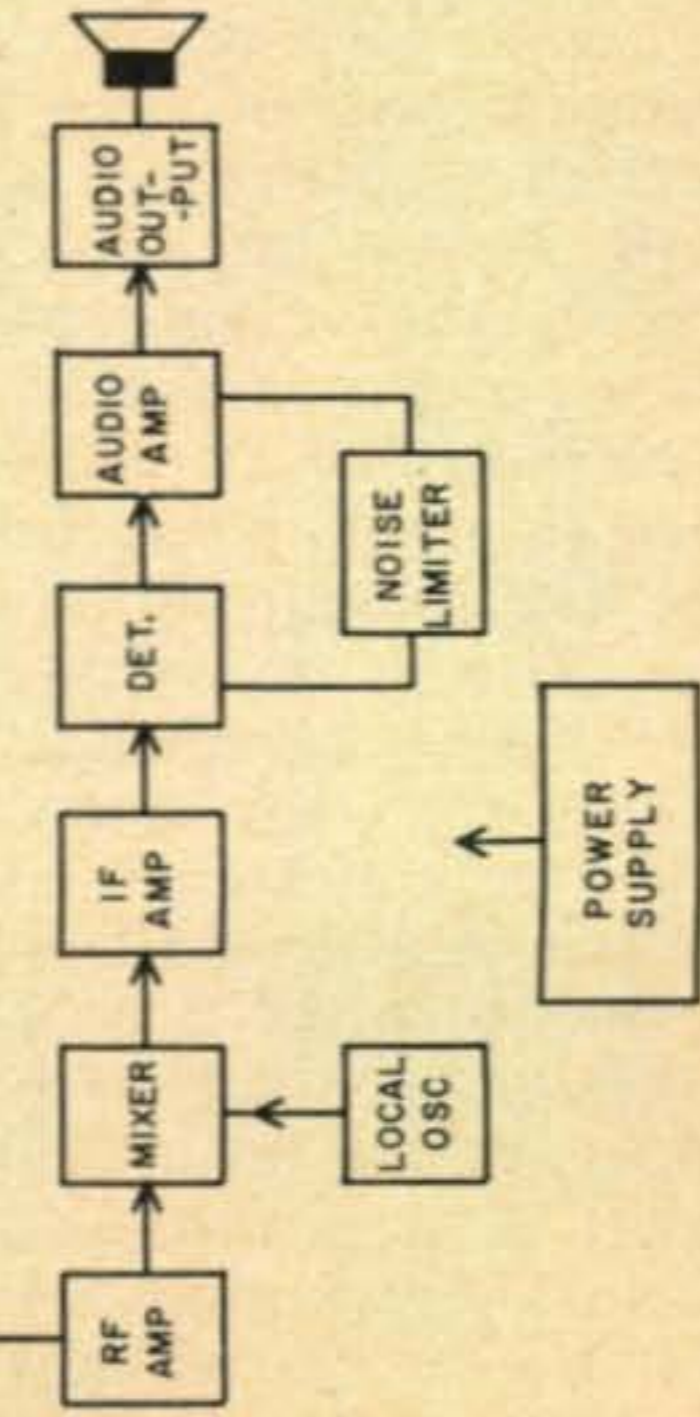 RF
AMP
MIXER
IF
AMP
DET.
AUDIO
AMP
AUDIO
OUT-
-PUT
LOCAL
OSC
NOISE
LIMITER
POWER
SUPPLY